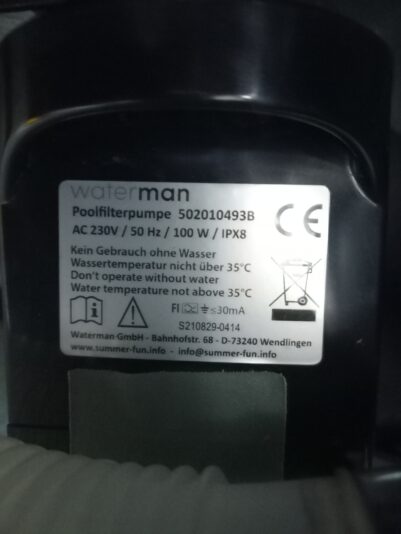 waterman
Poolfilterpumpe 502010493B
AC 230V / 50 Hz / 100 W / IPX8
CE
Kein Gebrauch ohne Wasser
Wassertemperatur nicht über 35°C
Don't operate without water
Water temperature not above 35°C
FI ≤30mA
S210829-0414
Waterman GmbH - Bahnhofstr. 68 - D-73240 Wendlingen
www.summer-fun.info - info@summer-fun.info